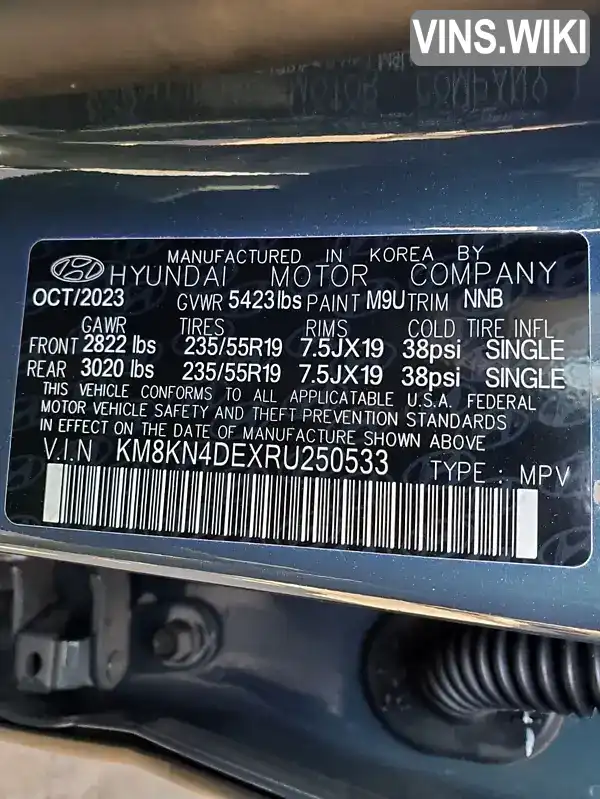 VINS.WIKI
MANUFACTURED IN KOREA BY
HYUNDAI MOTOR COMPANY
OCT/2023 GVWR 5423lbs PAINT M9U TRIM NNB
GAWR TIRES RIMS COLD TIRE INFL
FRONT 2822 lbs 235/55R19 7.5JX19 38psi SINGLE
REAR 3020 lbs 235/55R19 7.5JX19 38psi SINGLE
THIS VEHICLE CONFORMS TO ALL APPLICATABLE U.S.A. FEDERAL
MOTOR VEHICLE SAFETY AND THEFT PREVENTION STANDARDS
IN EFFECT ON THE DATE OF MANUFACTURE SHOWN ABOVE
V.I.N KM8KN4DEXRU250533 TYPE : MPV